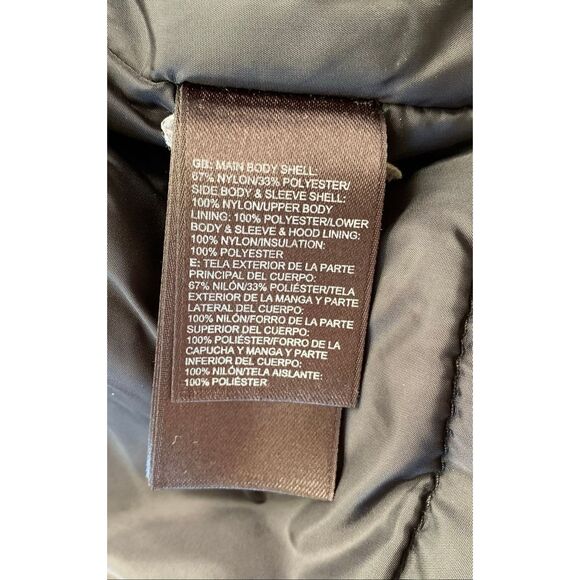 GB: MAIN BODY SHELL:
67% NYLON/33% POLYESTER/
SIDE BODY & SLEEVE SHELL:
100% NYLON/UPPER BODY
LINING: 100% POLYESTER/LOWER
BODY & SLEEVE & HOOD LINING:
100% NYLON/INSULATION:
100% POLYESTER
E: TELA EXTERIOR DE LA PARTE
PRINCIPAL DEL CUERPO:
67% NILÓN/33% POLIÉSTER/TELA
EXTERIOR DE LA MANGA Y PARTE
LATERAL DEL CUERPO:
100% NILÓN/FORRO DE LA PARTE
SUPERIOR DEL CUERPO:
100% POLIÉSTER/FORRO DE LA
CAPUCHA Y MANGA Y PARTE
INFERIOR DEL CUERPO:
100% NILÓN/TELA AISLANTE:
100% POLIÉSTER